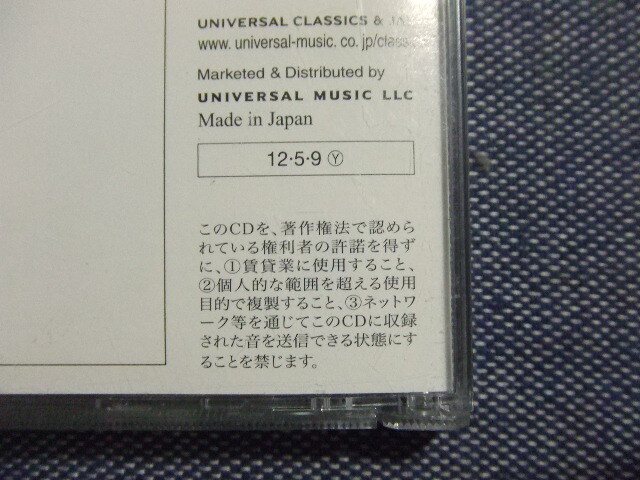 UNIVERSAL CLASSICS &
www. universal-music. co. jp/classi
Marketed & Distributed by
UNIVERSAL MUSIC LLC
Made in Japan
12・5・9 Ⓨ
このCDを、著作権法で認めら
れている権利者の許諾を得ず
に、①賃貸業に使用すること、
②個人的な範囲を超える使用
目的で複製すること、③ネットワ
ーク等を通じてこのCDに収録
された音を送信できる状態にす
ることを禁じます。